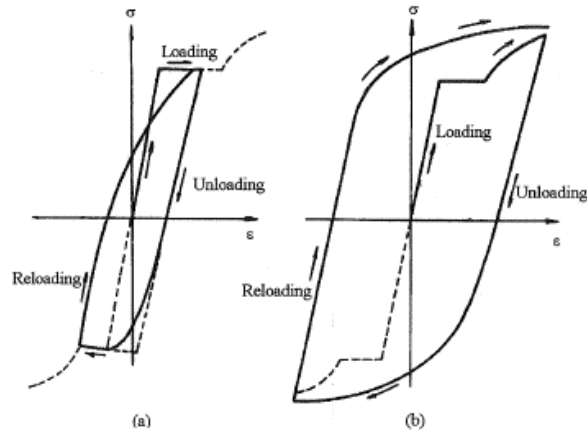 σ
Loading
Unloading
ε
Reloading
(a)
σ
Loading
Unloading
ε
Reloading
(b)